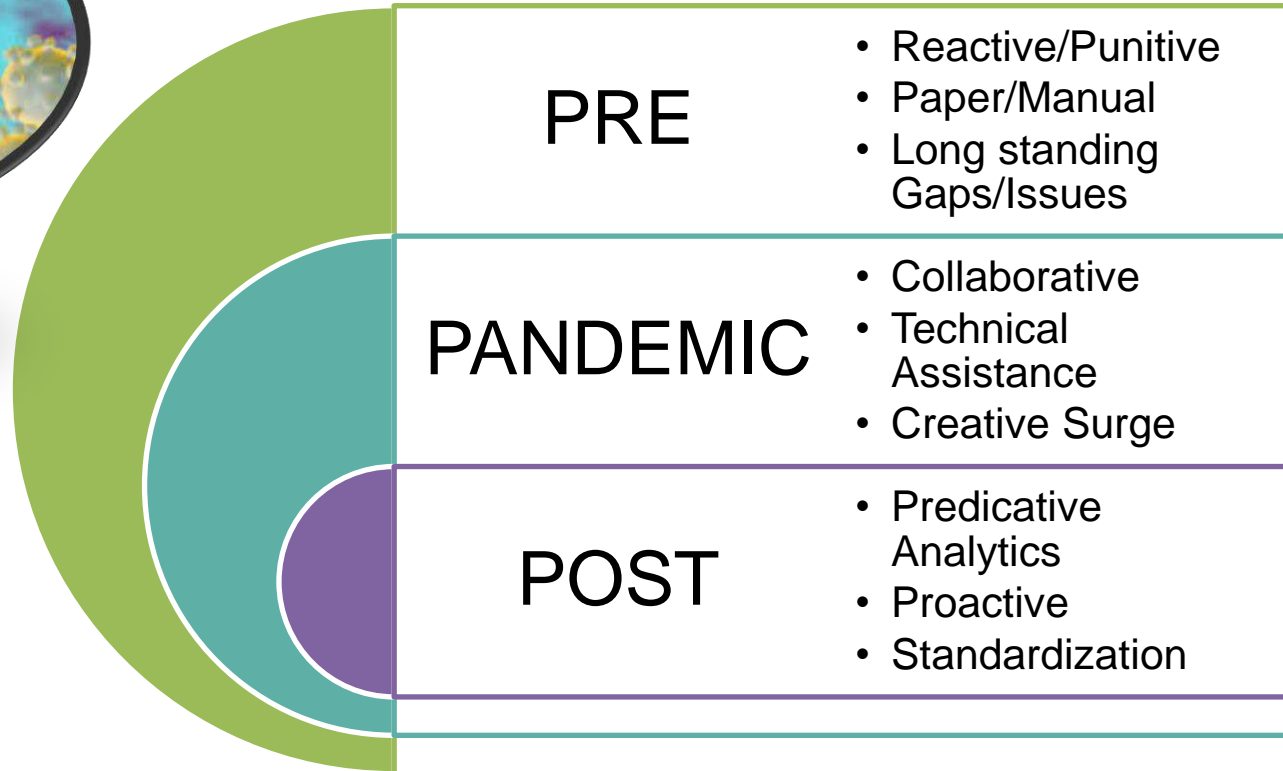 PRE
• Reactive/Punitive
• Paper/Manual
• Long standing
Gaps/Issues
PANDEMIC
• Collaborative
• Technical
Assistance
• Creative Surge
POST
• Predicative
Analytics
• Proactive
• Standardization